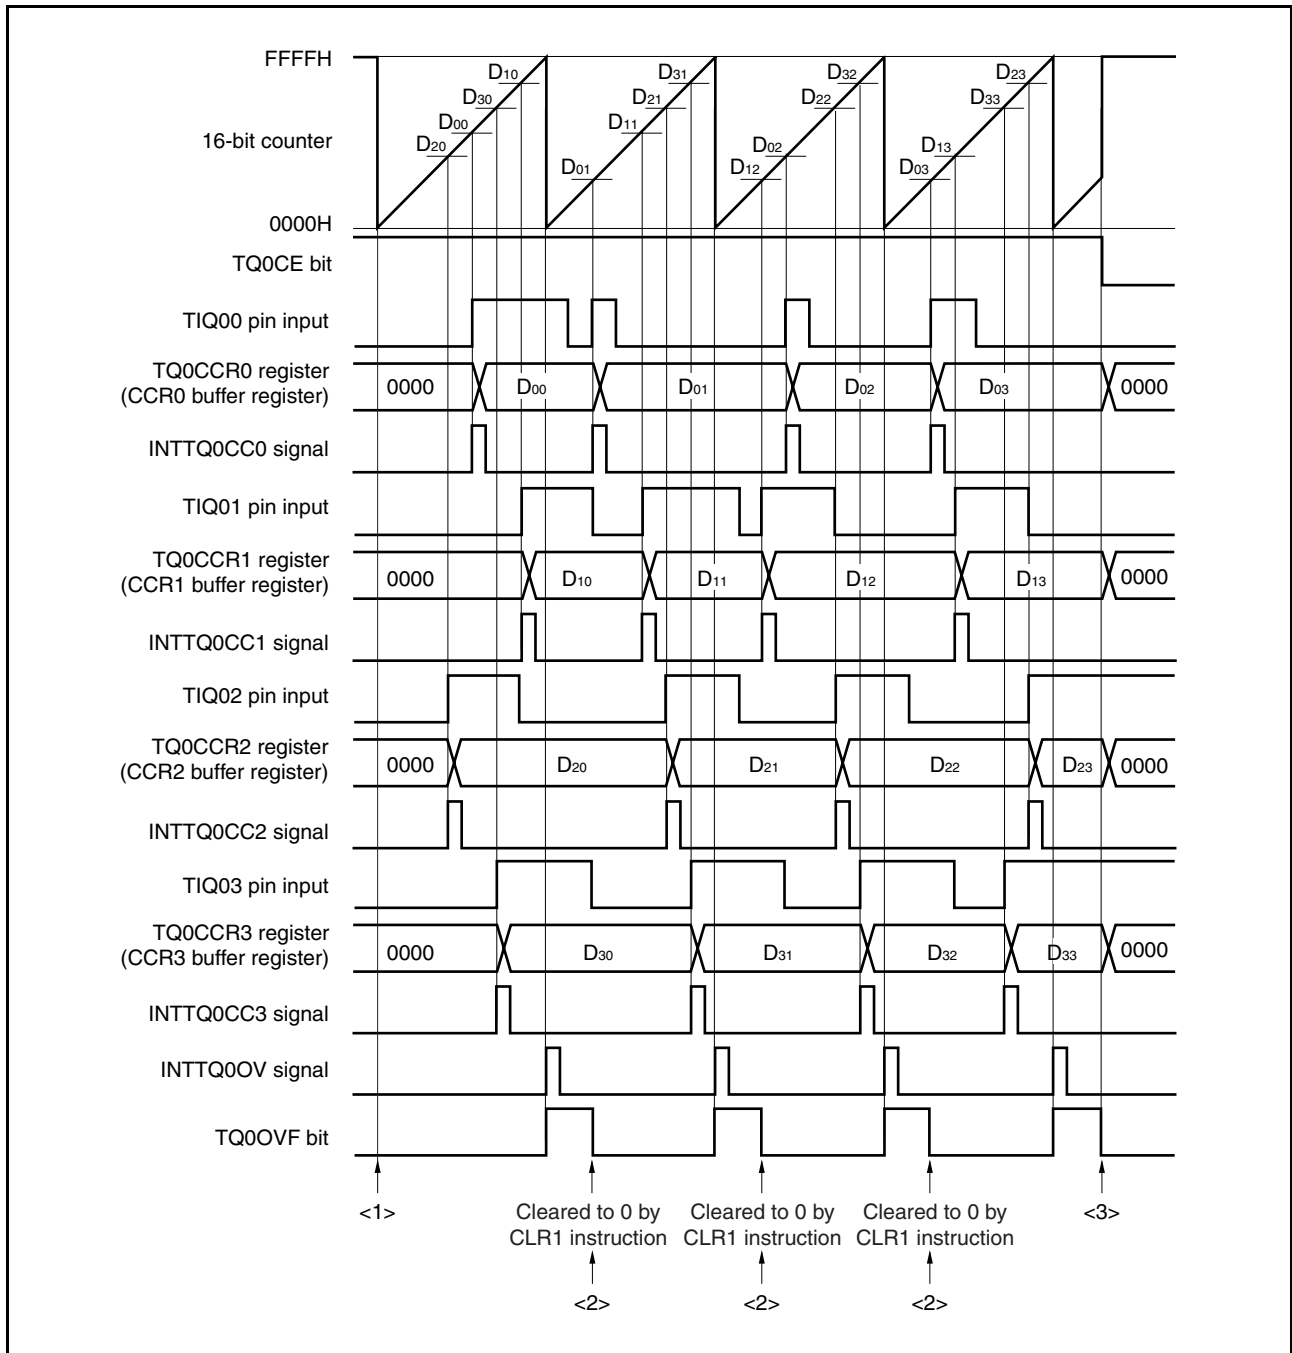 FFFFH
D10
D31
D32
D23
D30
D21
D22
D33
D00
D11
16-bit counter
D20
D02
D13
D01
D12
D03
0000H
TQ0CE bit
TIQ00 pin input
TQ0CCR0 register
(CCR0 buffer register)
0000 D00 D01 D02 D03 0000
INTTQ0CC0 signal
TIQ01 pin input
TQ0CCR1 register
(CCR1 buffer register)
0000 D10 D11 D12 D13 0000
INTTQ0CC1 signal
TIQ02 pin input
TQ0CCR2 register
(CCR2 buffer register)
0000 D20 D21 D22 D23 0000
INTTQ0CC2 signal
TIQ03 pin input
TQ0CCR3 register
(CCR3 buffer register)
0000 D30 D31 D32 D33 0000
INTTQ0CC3 signal
INTTQ0OV signal
TQ0OVF bit
<1>
Cleared to 0 by
CLR1 instruction
<2>
Cleared to 0 by
CLR1 instruction
<2>
Cleared to 0 by
CLR1 instruction
<2>
<3>